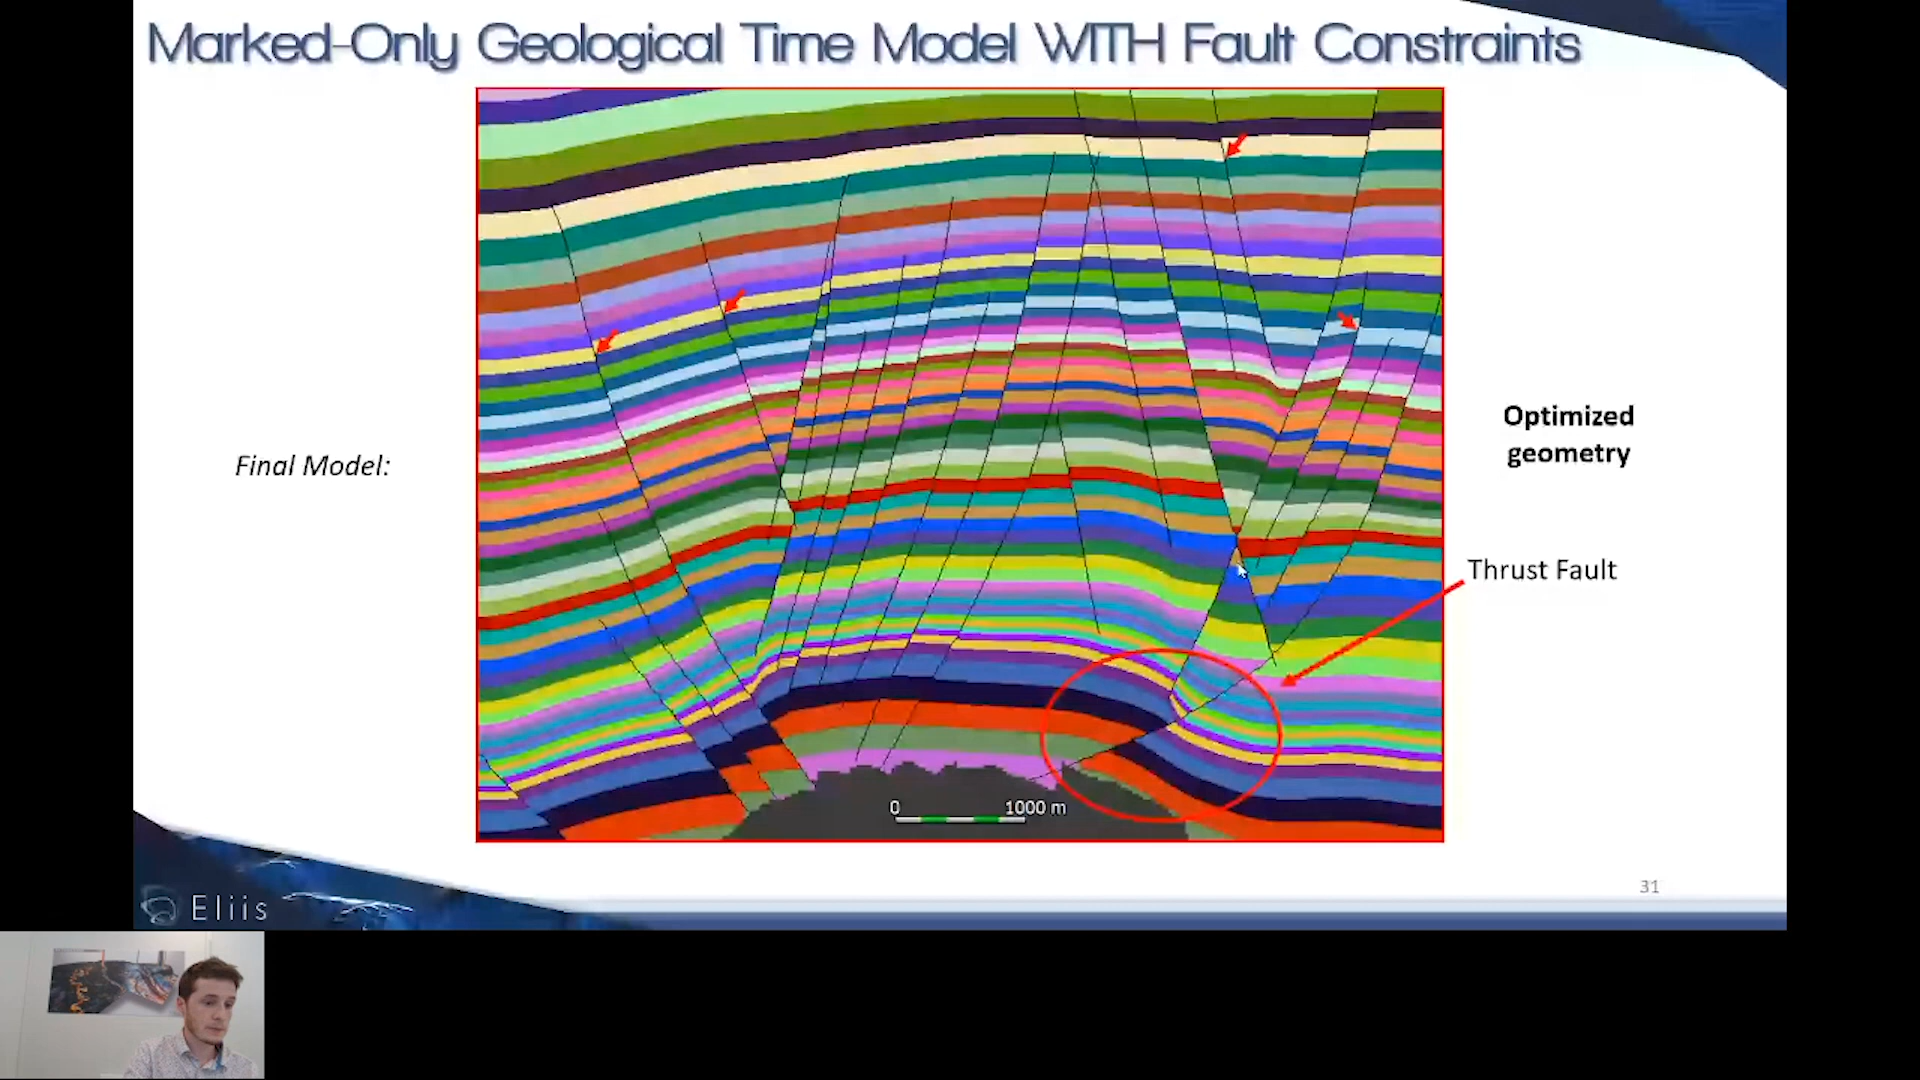 Marked-Only Geological Time Model WITH Fault Constraints
Final Model:
Optimized
geometry
Thrust Fault
0 1000 m
31
Eliis